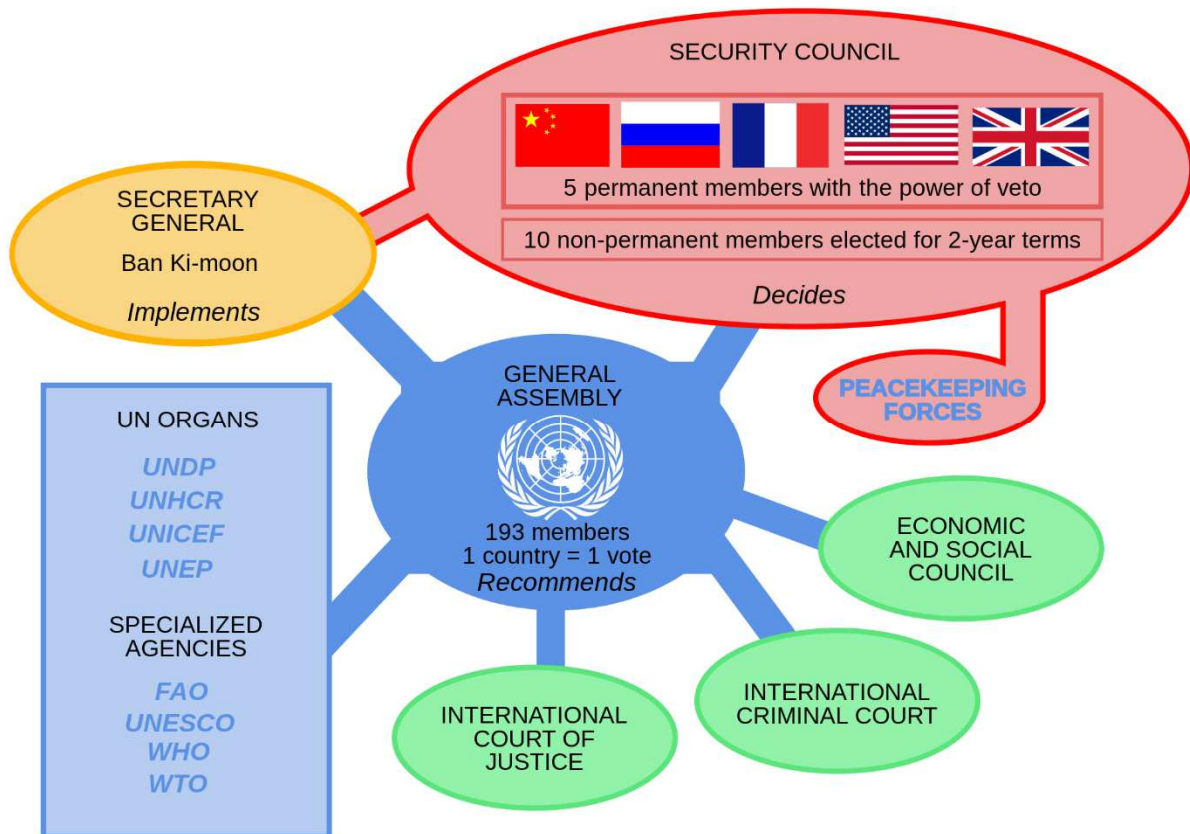 SECURITY COUNCIL
5 permanent members with the power of veto
10 non-permanent members elected for 2-year terms
Decides
SECRETARY
GENERAL
Ban Ki-moon
Implements
PEACEKEEPING
FORCES
GENERAL
ASSEMBLY
193 members
1 country = 1 vote
Recommends
UN ORGANS
UNDP
UNHCR
UNICEF
UNEP
SPECIALIZED
AGENCIES
FAO
UNESCO
WHO
WTO
ECONOMIC
AND SOCIAL
COUNCIL
INTERNATIONAL
CRIMINAL COURT
INTERNATIONAL
COURT OF
JUSTICE